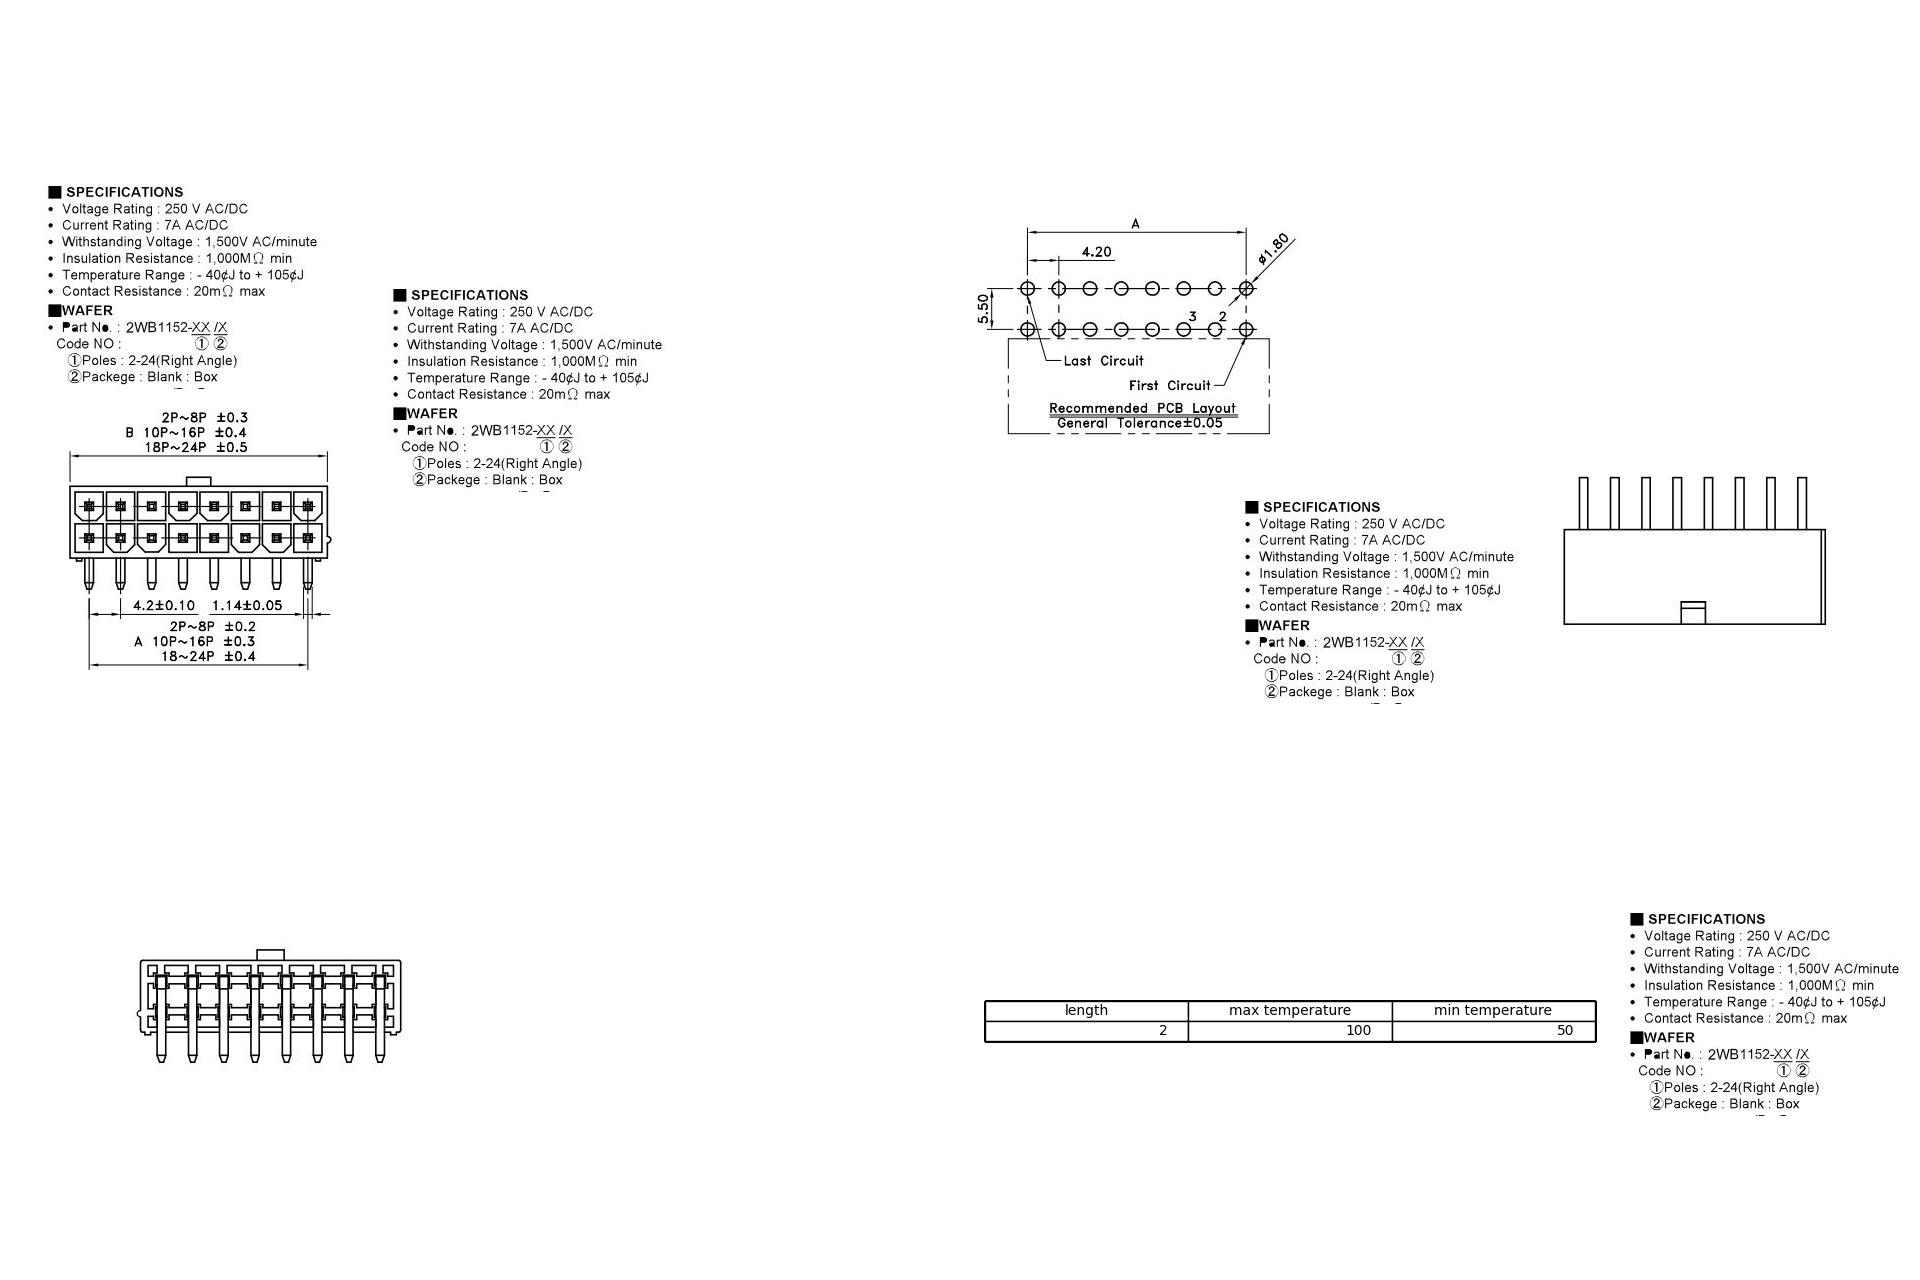 ■ SPECIFICATIONS
• Voltage Rating : 250 V AC/DC
• Current Rating : 7A AC/DC
• Withstanding Voltage : 1,500V AC/minute
• Insulation Resistance : 1,000MΩ min
• Temperature Range : - 40¢J to + 105¢J
• Contact Resistance : 20mΩ max
■WAFER
• Part No. : 2WB1152-XX /X
Code NO : ① ②
①Poles : 2-24(Right Angle)
②Packege : Blank : Box
2P~8P ±0.3
B 10P~16P ±0.4
18P~24P ±0.5
4.2±0.10 1.14±0.05
2P~8P ±0.2
A 10P~16P ±0.3
18~24P ±0.4
■ SPECIFICATIONS
• Voltage Rating : 250 V AC/DC
• Current Rating : 7A AC/DC
• Withstanding Voltage : 1,500V AC/minute
• Insulation Resistance : 1,000MΩ min
• Temperature Range : - 40¢J to + 105¢J
• Contact Resistance : 20mΩ max
■WAFER
• Part No. : 2WB1152-XX /X
Code NO : ① ②
①Poles : 2-24(Right Angle)
②Packege : Blank : Box
A
4.20
ø1.80
5.50
3 2
Last Circuit
First Circuit
Recommended PCB Layout
General Tolerance±0.05
■ SPECIFICATIONS
• Voltage Rating : 250 V AC/DC
• Current Rating : 7A AC/DC
• Withstanding Voltage : 1,500V AC/minute
• Insulation Resistance : 1,000MΩ min
• Temperature Range : - 40¢J to + 105¢J
• Contact Resistance : 20mΩ max
■WAFER
• Part No. : 2WB1152-XX /X
Code NO : ① ②
①Poles : 2-24(Right Angle)
②Packege : Blank : Box
length max temperature min temperature
2 100 50
■ SPECIFICATIONS
• Voltage Rating : 250 V AC/DC
• Current Rating : 7A AC/DC
• Withstanding Voltage : 1,500V AC/minute
• Insulation Resistance : 1,000MΩ min
• Temperature Range : - 40¢J to + 105¢J
• Contact Resistance : 20mΩ max
■WAFER
• Part No. : 2WB1152-XX /X
Code NO : ① ②
①Poles : 2-24(Right Angle)
②Packege : Blank : Box